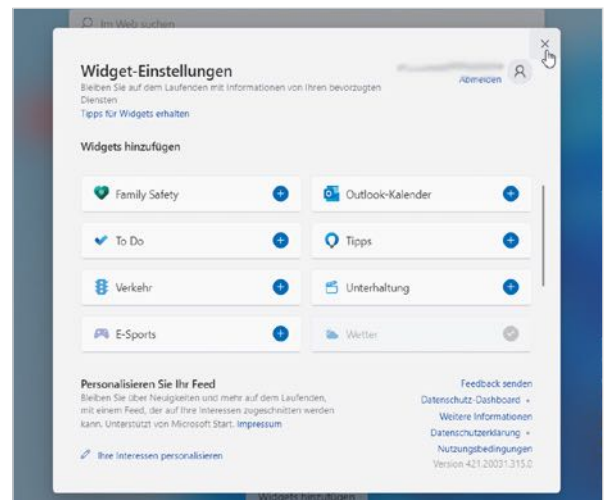 Im Web suchen
Widget-Einstellungen
Bleiben Sie auf dem Laufenden mit Informationen von Ihren bevorzugten
Diensten
Tipps für Widgets erhalten
Abmelden
Widgets hinzufügen
Family Safety
Outlook-Kalender
To Do
Tipps
Verkehr
Unterhaltung
E-Sports
Wetter
Personalisieren Sie Ihr Feed
Bleiben Sie über Neuigkeiten und mehr auf dem Laufenden,
mit einem Feed, der auf Ihre Interessen zugeschnitten werden
kann. Unterstützt von Microsoft Start. Impressum
Ihre Interessen personalisieren
Feedback senden
Datenschutz-Dashboard
Weitere Informationen
Datenschutzerklärung
Nutzungsbedingungen
Version 421.20031.315.0
Widgets hinzufügen